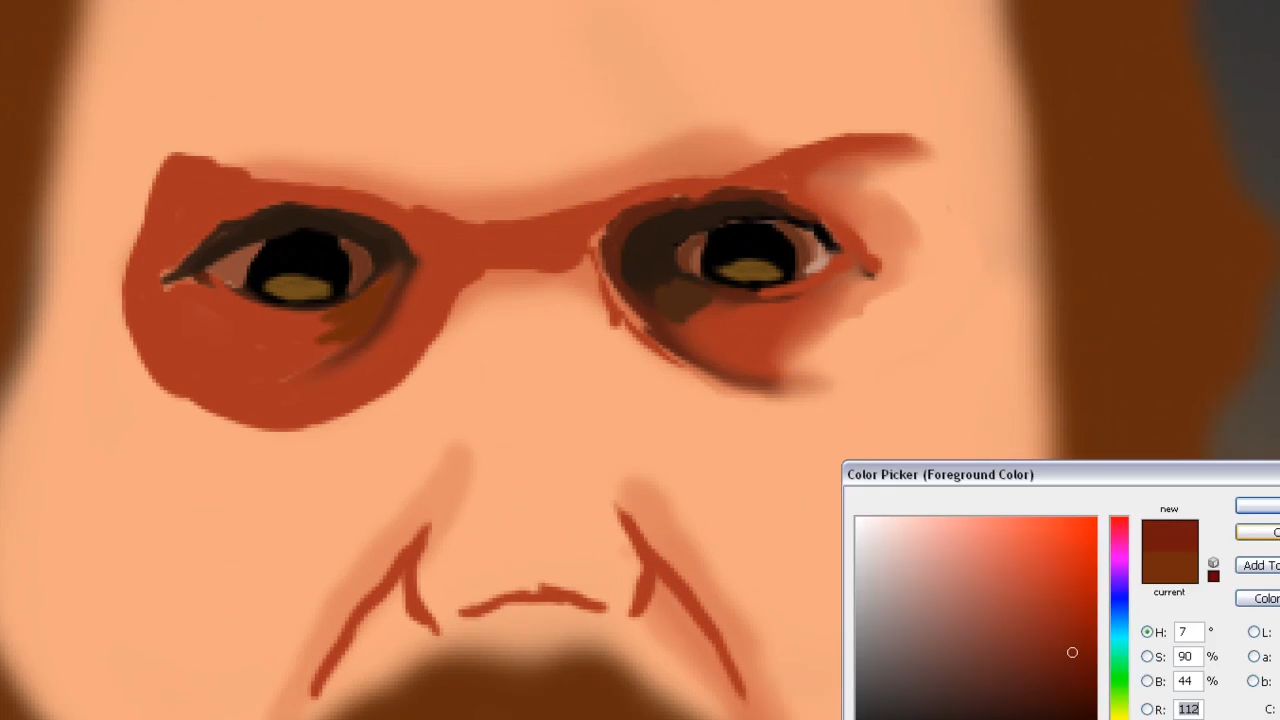 Color Picker (Foreground Color)
new
current
Add To
Color
H: 7 °
L:
S: 90 %
a:
B: 44 %
b:
R: 112
C: